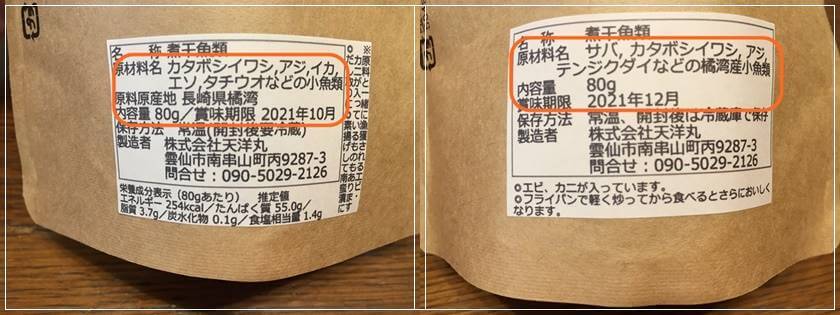 名　称 煮干魚類
原材料名 カタボシイワシ,アジ,イカ,
エソ,タチウオなどの小魚類
原料原産地 長崎県橘湾
内容量 80g／賞味期限 2021年10月
保存方法　常温(開封後要冷蔵)
製造者　株式会社天洋丸
雲仙市南串山町丙9287-3
問合せ：090-5029-2126
栄養成分表示（80gあたり）　推定値
エネルギー 254kcal／たんぱく質 55.0g／
脂質 3.7g／炭水化物 0.1g／食塩相当量 1.4g
名　称　煮干魚類
原材料名　サバ,カタボシイワシ,アジ,
テンジクダイなどの橘湾産小魚類
内容量　80g
賞味期限　2021年12月
保存方法　常温、開封後は冷蔵庫で保存
製造者　株式会社天洋丸
雲仙市南串山町丙9287-3
問合せ：090-5029-2126
○エビ、カニが入っています。
○フライパンで軽く炒ってから食べるとさらにおいしく
なります。